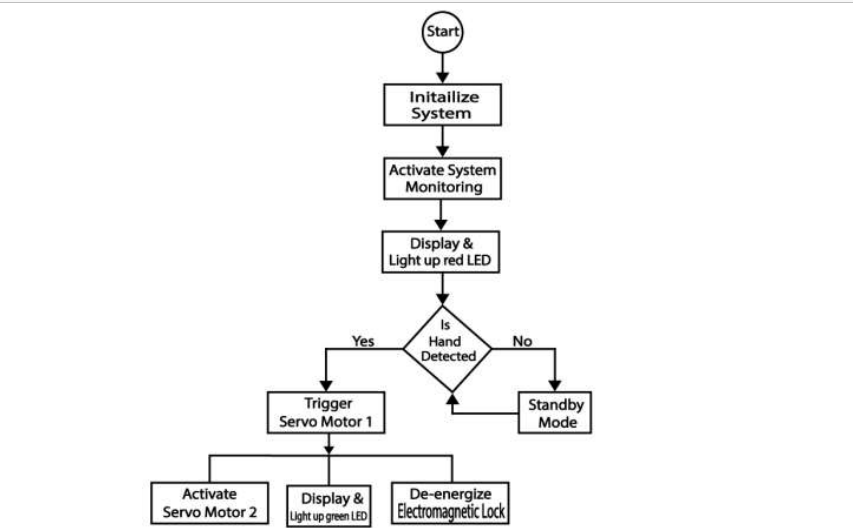 Start
Initailize
System
Activate System
Monitoring
Display &
Light up red LED
Is
Hand
Detected
Yes
No
Trigger
Servo Motor 1
Standby
Mode
Activate
Servo Motor 2
Display &
Light up green LED
De-energize
Electromagnetic Lock